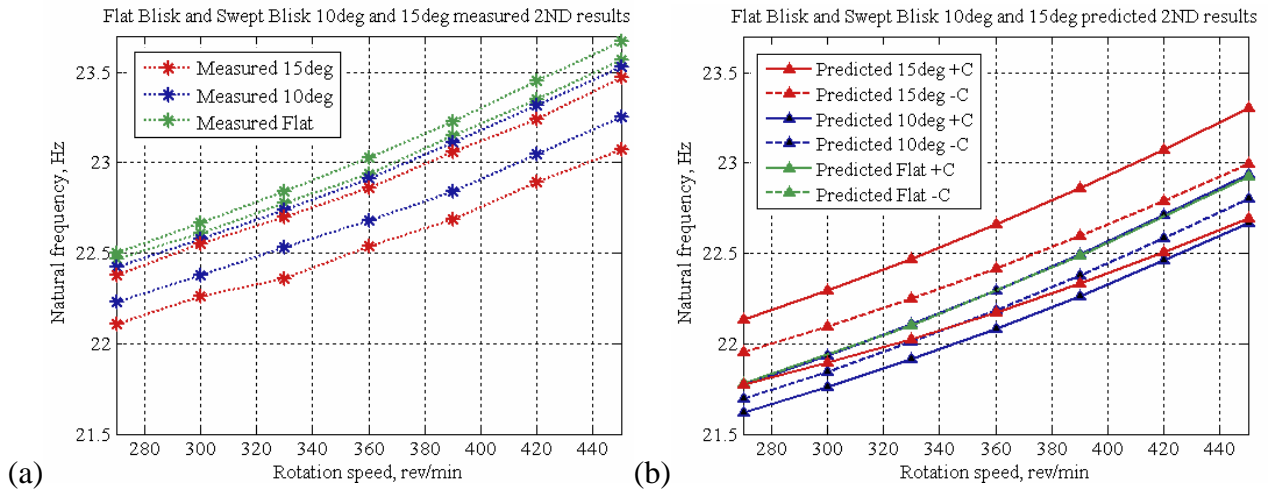 Flat Blisk and Swept Blisk 10deg and 15deg measured 2ND results
23.5
23
22.5
22
21.5
Natural frequency, Hz
Measured 15deg
Measured 10deg
Measured Flat
280 300 320 340 360 380 400 420 440
Rotation speed, rew/min
(a)
Flat Blisk and Swept Blisk 10deg and 15deg predicted 2ND results
23.5
23
22.5
22
21.5
Natural frequency, Hz
Predicted 15deg +C
Predicted 15deg -C
Predicted 10deg +C
Predicted 10deg -C
Predicted Flat +C
Predicted Flat -C
280 300 320 340 360 380 400 420 440
Rotation speed, rew/min
(b)